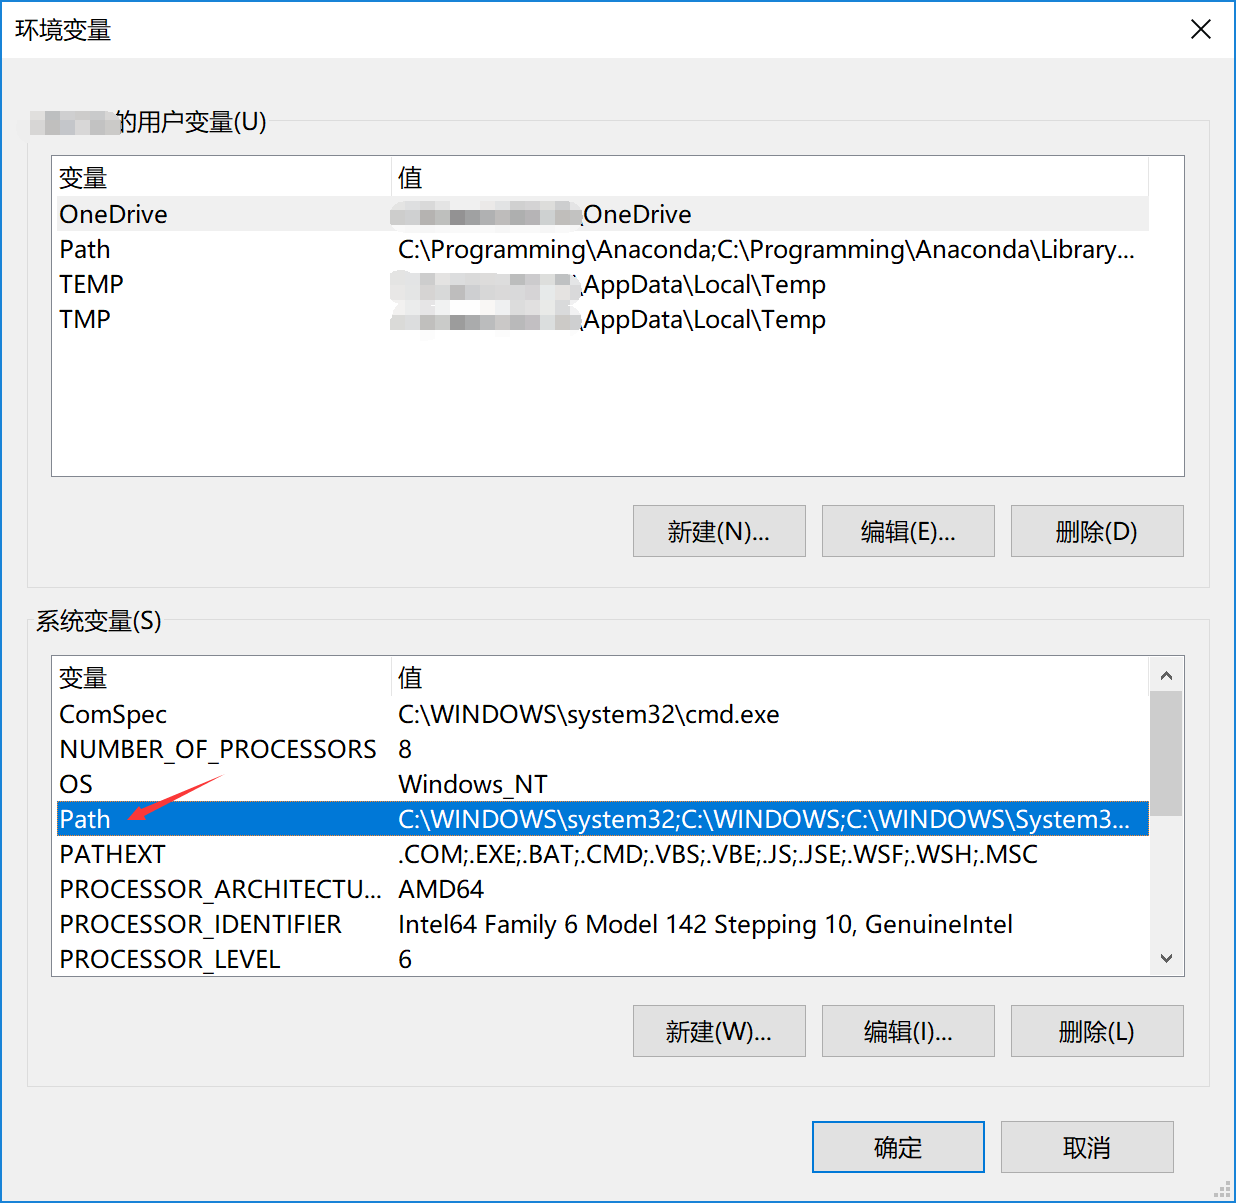 环境变量
的用户变量(U)
变量 值
OneDrive \OneDrive
Path C:\Programming\Anaconda;C:\Programming\Anaconda\Library...
TEMP \AppData\Local\Temp
TMP \AppData\Local\Temp
新建(N)... 编辑(E)... 删除(D)
系统变量(S)
变量 值
ComSpec C:\WINDOWS\system32\cmd.exe
NUMBER_OF_PROCESSORS 8
OS Windows_NT
Path C:\WINDOWS\system32;C:\WINDOWS;C:\WINDOWS\System3...
PATHEXT .COM;.EXE;.BAT;.CMD;.VBS;.VBE;.JS;.JSE;.WSF;.WSH;.MSC
PROCESSOR_ARCHITECTU... AMD64
PROCESSOR_IDENTIFIER Intel64 Family 6 Model 142 Stepping 10, GenuineIntel
PROCESSOR_LEVEL 6
新建(W)... 编辑(I)... 删除(L)
确定 取消